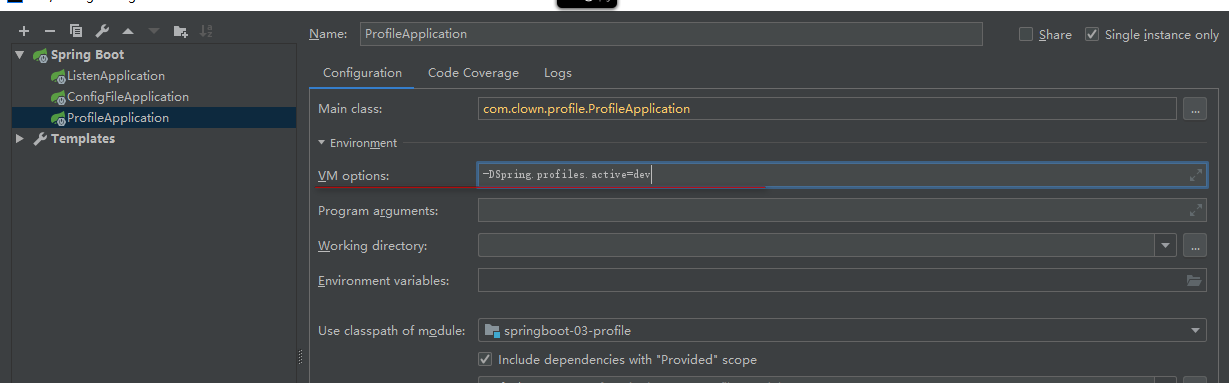 Name: ProfileApplication Share Single instance only
Spring Boot
ListenApplication
ConfigFileApplication
ProfileApplication
Templates
Configuration Code Coverage Logs
Main class: com.clown.profile.ProfileApplication ...
Environment
VM options: -DSpring.profiles.active=dev
Program arguments:
Working directory: ...
Environment variables:
Use classpath of module: springboot-03-profile
Include dependencies with "Provided" scope